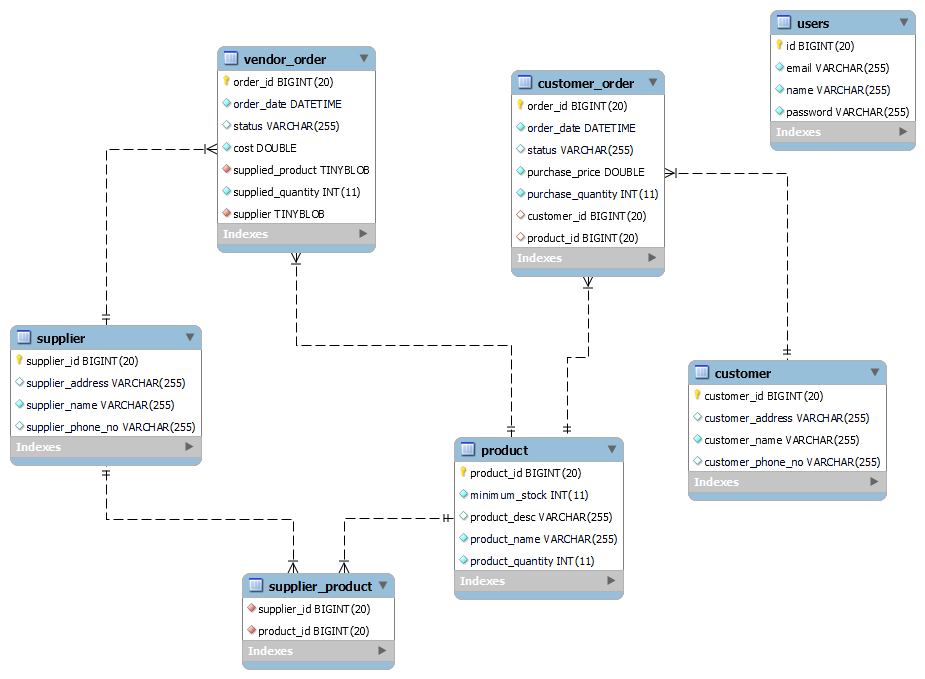 users
id BIGINT(20)
email VARCHAR(255)
name VARCHAR(255)
password VARCHAR(255)
Indexes
vendor_order
order_id BIGINT(20)
order_date DATETIME
status VARCHAR(255)
cost DOUBLE
supplied_product TINYBLOB
supplied_quantity INT(11)
supplier TINYBLOB
Indexes
customer_order
order_id BIGINT(20)
order_date DATETIME
status VARCHAR(255)
purchase_price DOUBLE
purchase_quantity INT(11)
customer_id BIGINT(20)
product_id BIGINT(20)
Indexes
supplier
supplier_id BIGINT(20)
supplier_address VARCHAR(255)
supplier_name VARCHAR(255)
supplier_phone_no VARCHAR(255)
Indexes
customer
customer_id BIGINT(20)
customer_address VARCHAR(255)
customer_name VARCHAR(255)
customer_phone_no VARCHAR(255)
Indexes
product
product_id BIGINT(20)
minimum_stock INT(11)
product_desc VARCHAR(255)
product_name VARCHAR(255)
product_quantity INT(11)
Indexes
supplier_product
supplier_id BIGINT(20)
product_id BIGINT(20)
Indexes